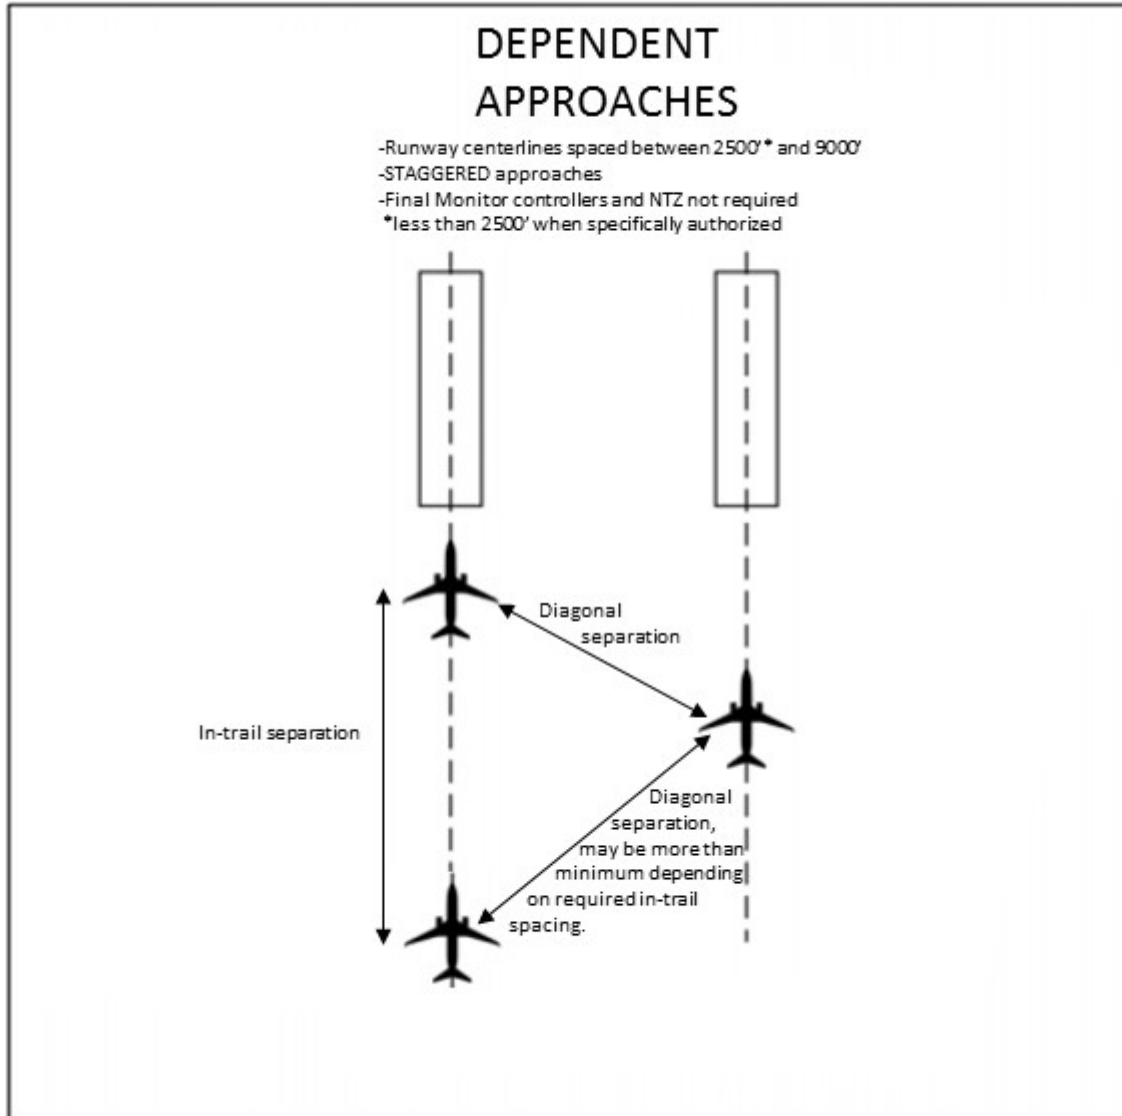 DEPENDENT
APPROACHES
-Runway centerlines spaced between 2500'* and 9000'
-STAGGERED approaches
-Final Monitor controllers and NTZ not required
*less than 2500' when specifically authorized
Diagonal
separation
In-trail separation
Diagonal
separation,
may be more than
minimum depending
on required in-trail
spacing.